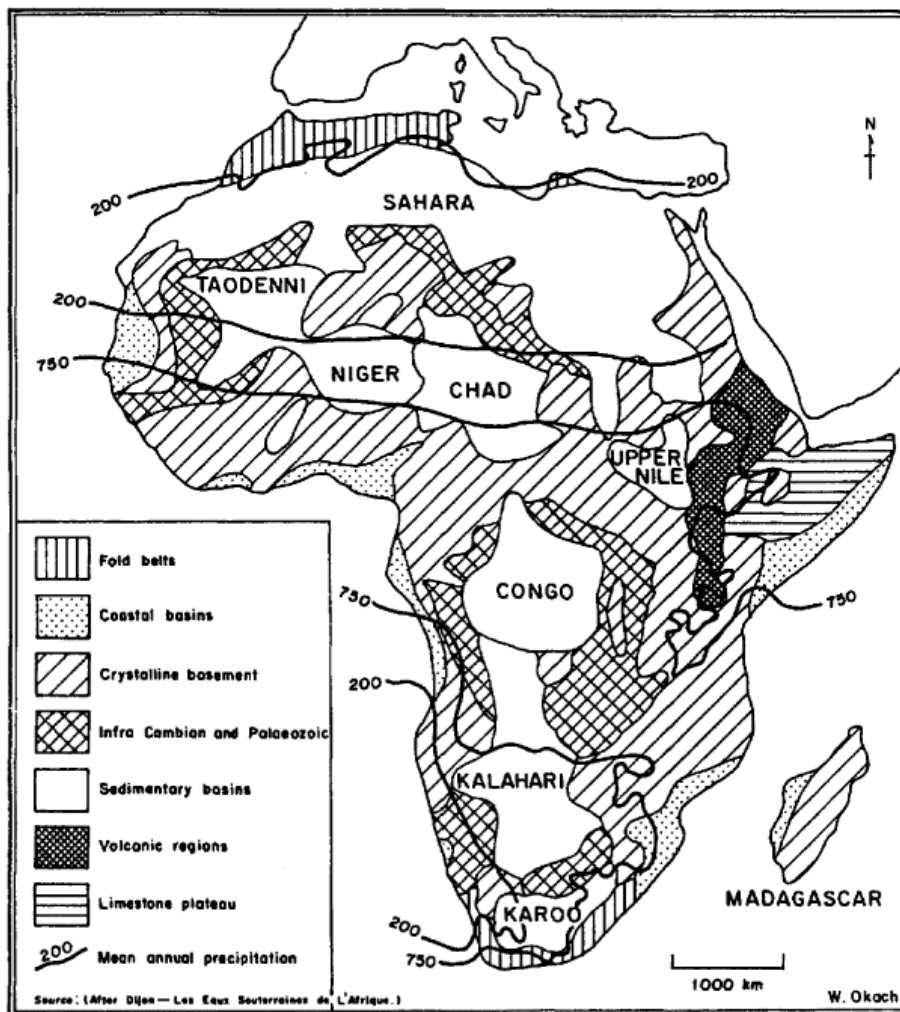 N
200
200
SAHARA
TAODENNI
200
750
NIGER
CHAD
UPPER
NILE
CONGO
750
750
200
KALAHARI
KAROO
200
750
MADAGASCAR
Fold belts
Coastal basins
Crystalline basement
Infra Cambian and Palaeozoic
Sedimentary basins
Volcanic regions
Limestone plateau
200 Mean annual precipitation
1000 km
Source: (After Dijon — Les Eaux Souterraines de L'Afrique.)
W. Okach